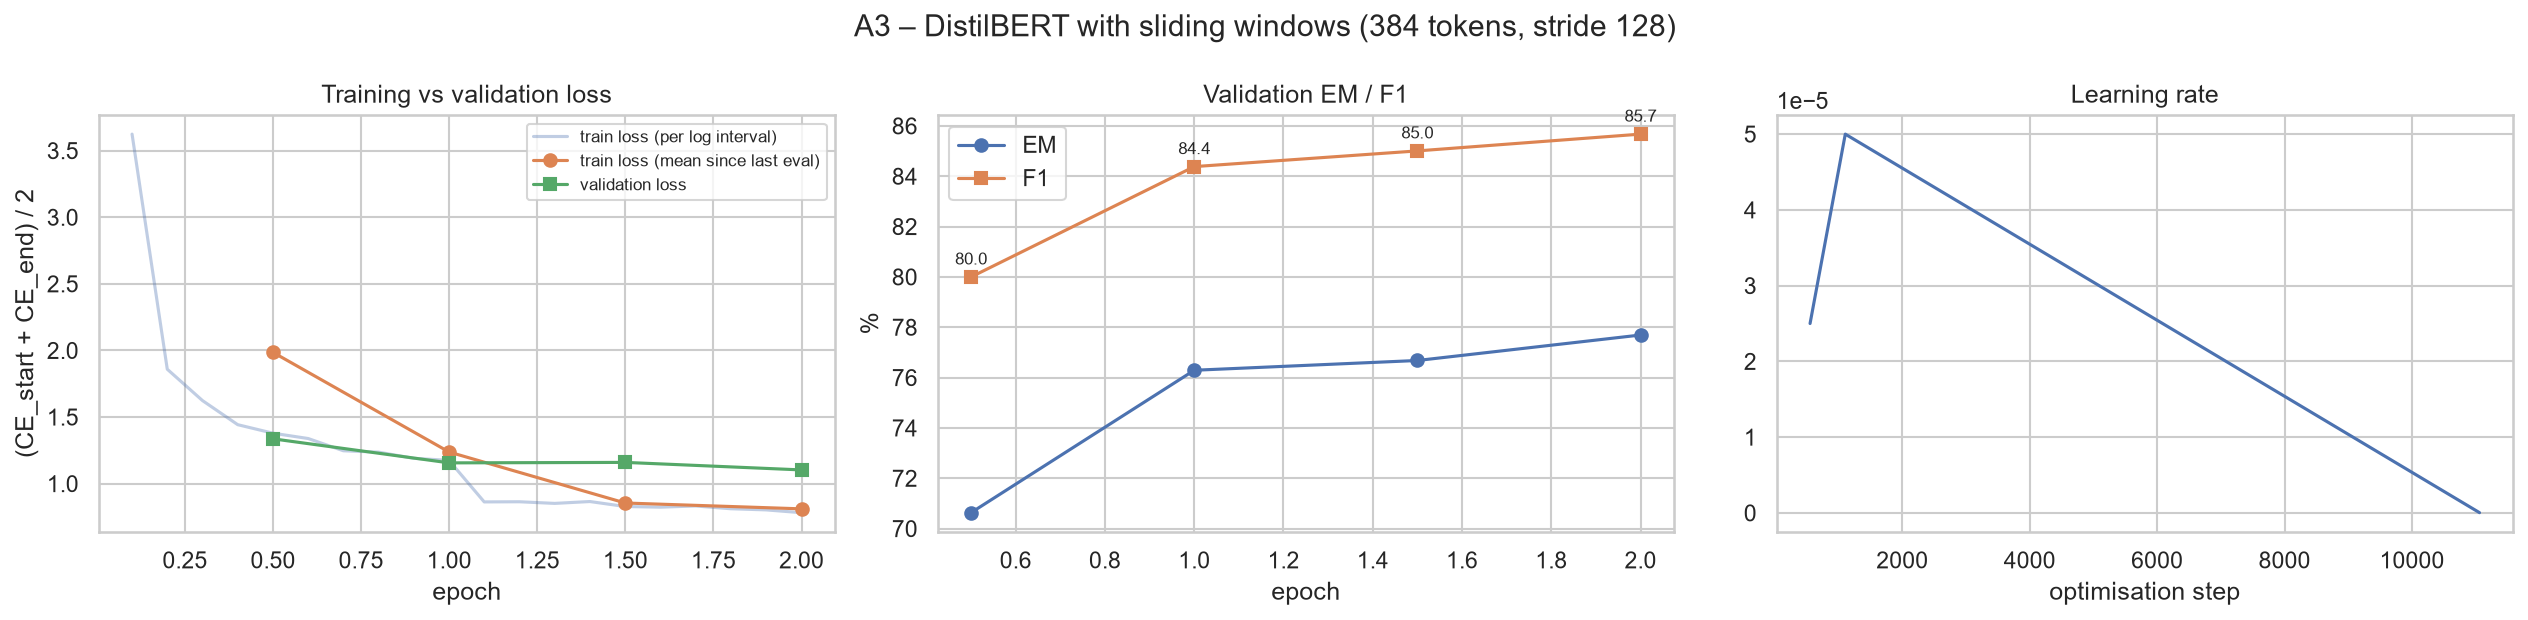 A3 – DistilBERT with sliding windows (384 tokens, stride 128)
Training vs validation loss
(CE_start + CE_end) / 2
3.5
3.0
2.5
2.0
1.5
1.0
train loss (per log interval)
train loss (mean since last eval)
validation loss
0.25 0.50 0.75 1.00 1.25 1.50 1.75 2.00
epoch
Validation EM / F1
%
86
84
82
80
78
76
74
72
70
EM
F1
80.0
84.4
85.0
85.7
0.6 0.8 1.0 1.2 1.4 1.6 1.8 2.0
epoch
Learning rate
1e−5
5
4
3
2
1
0
2000 4000 6000 8000 10000
optimisation step